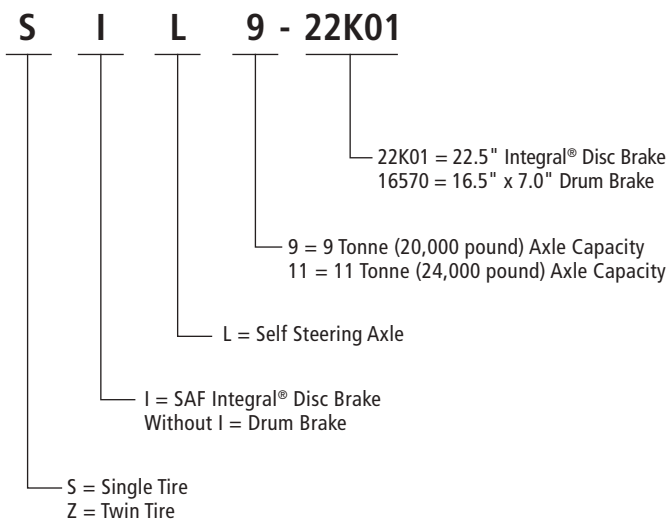 S I L 9 - 22K01
22K01 = 22.5" Integral® Disc Brake
16570 = 16.5" x 7.0" Drum Brake
9 = 9 Tonne (20,000 pound) Axle Capacity
11 = 11 Tonne (24,000 pound) Axle Capacity
L = Self Steering Axle
I = SAF Integral® Disc Brake
Without I = Drum Brake
S = Single Tire
Z = Twin Tire